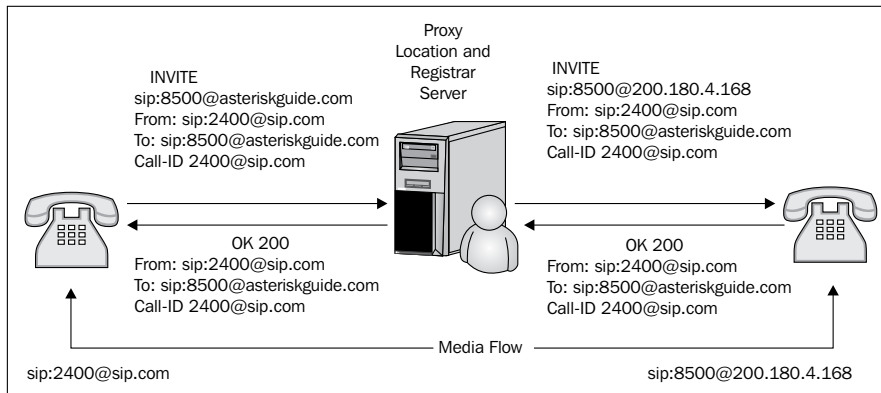 Proxy
Location and
Registrar
Server
INVITE
sip:8500@asteriskguide.com
From: sip:2400@sip.com
To: sip:8500@asteriskguide.com
Call-ID 2400@sip.com
INVITE
sip:8500@200.180.4.168
From: sip:2400@sip.com
To: sip:8500@asteriskguide.com
Call-ID 2400@sip.com
OK 200
From: sip:2400@sip.com
To: sip:8500@asteriskguide.com
Call-ID 2400@sip.com
OK 200
From: sip:2400@sip.com
To: sip:8500@asteriskguide.com
Call-ID 2400@sip.com
Media Flow
sip:2400@sip.com
sip:8500@200.180.4.168